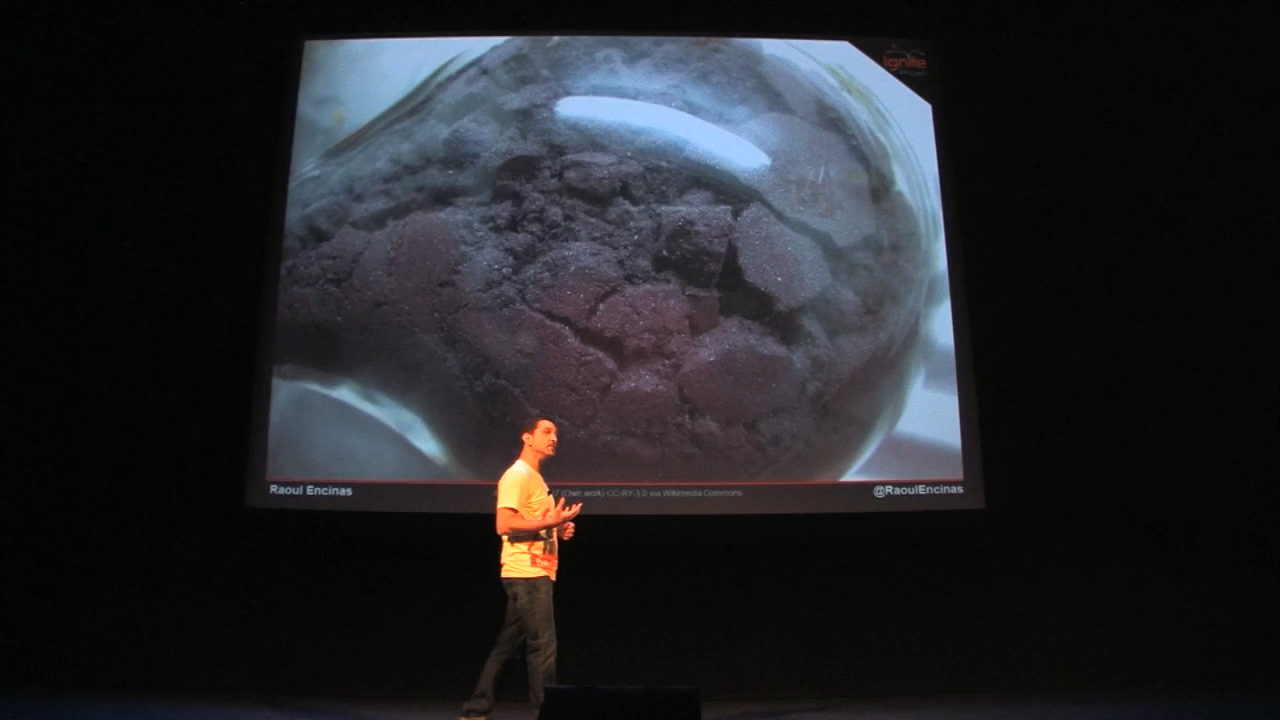 ignite
Raoul Encinas
(Own work) CC-BY-3.0 via Wikimedia Commons
@RaoulEncinas